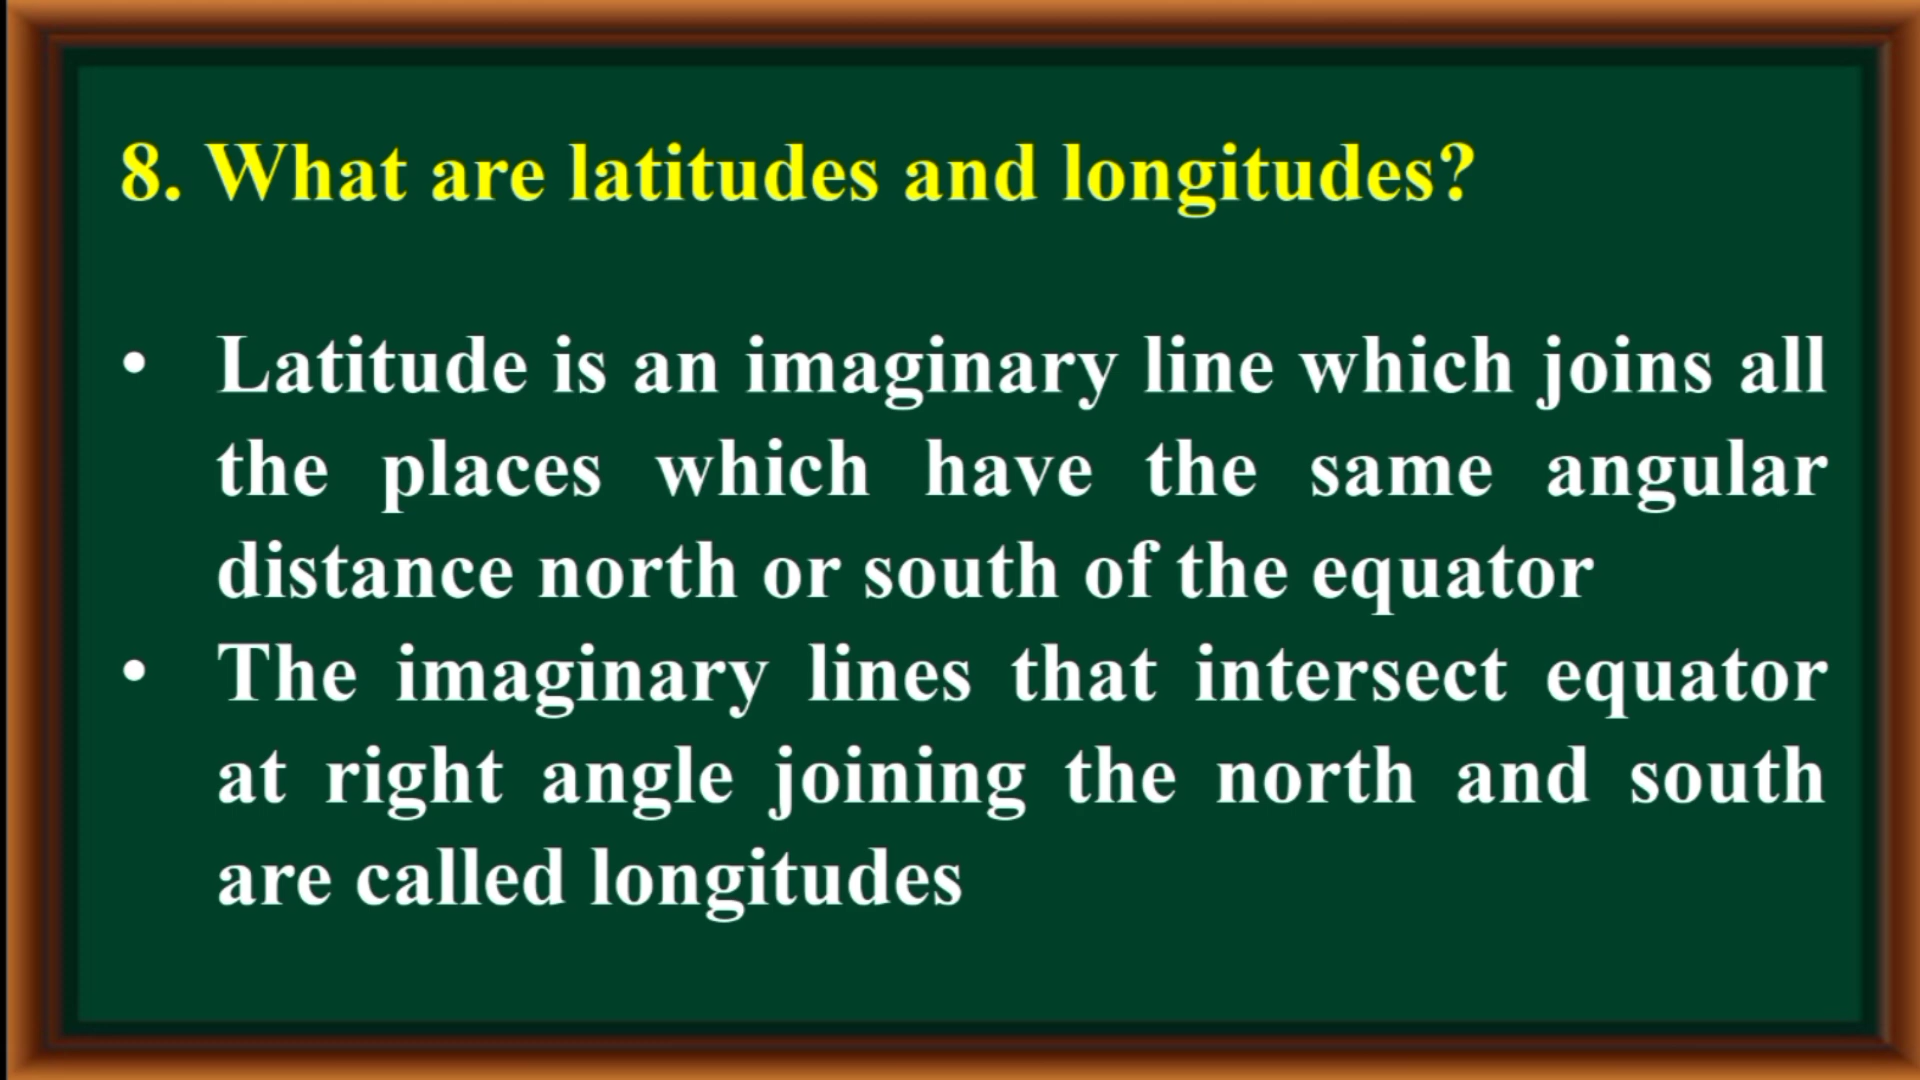 8. What are latitudes and longitudes?
• Latitude is an imaginary line which joins all
the places which have the same angular
distance north or south of the equator
• The imaginary lines that intersect equator
at right angle joining the north and south
are called longitudes